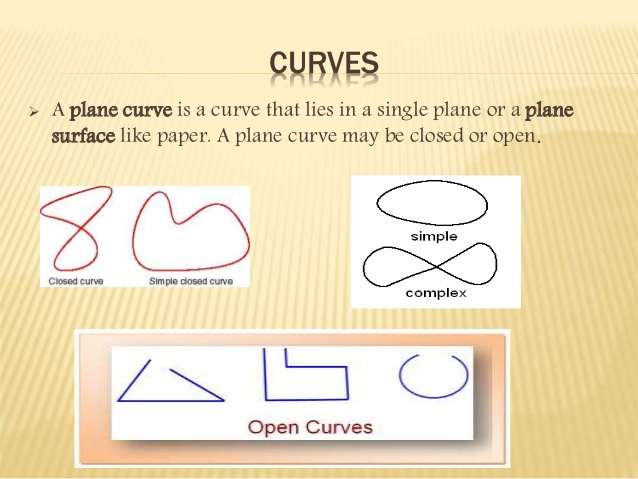 CURVES
➢ A plane curve is a curve that lies in a single plane or a plane
surface like paper. A plane curve may be closed or open.
Closed curve
Simple closed curve
simple
complex
Open Curves